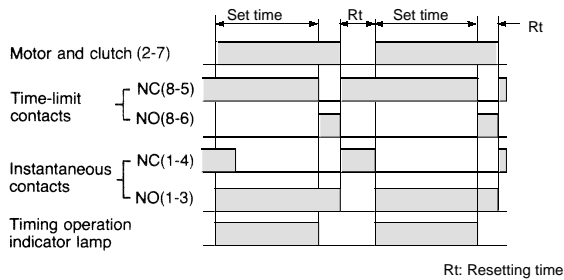 Set time Rt Set time Rt
Motor and clutch (2-7)
Time-limit contacts
NC(8-5)
NO(8-6)
Instantaneous contacts
NC(1-4)
NO(1-3)
Timing operation
indicator lamp
Rt: Resetting time